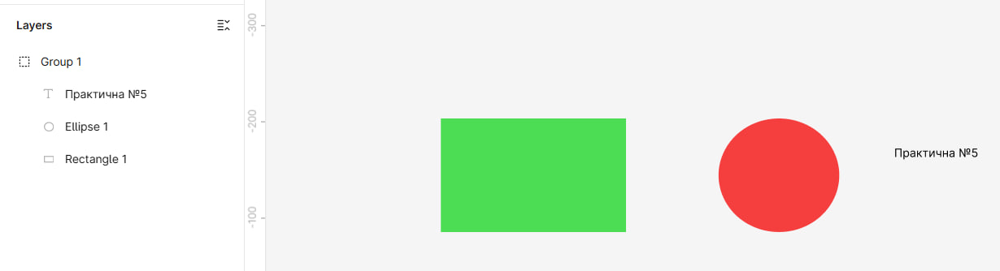 Layers
Group 1
Практична №5
Ellipse 1
Rectangle 1
-300
-200
-100
Практична №5